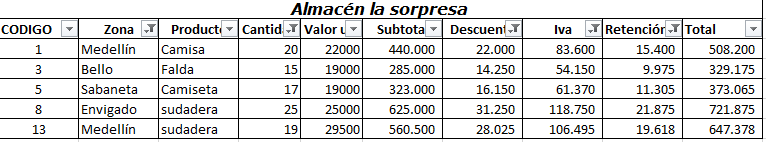 Almacén la sorpresa
CODIGO Zona Producto Cantida Valor u Subtota Descuent Iva Retención Total
1 Medellín Camisa 20 22000 440.000 22.000 83.600 15.400 508.200
3 Bello Falda 15 19000 285.000 14.250 54.150 9.975 329.175
5 Sabaneta Camiseta 17 19000 323.000 16.150 61.370 11.305 373.065
8 Envigado sudadera 25 25000 625.000 31.250 118.750 21.875 721.875
13 Medellín sudadera 19 29500 560.500 28.025 106.495 19.618 647.378